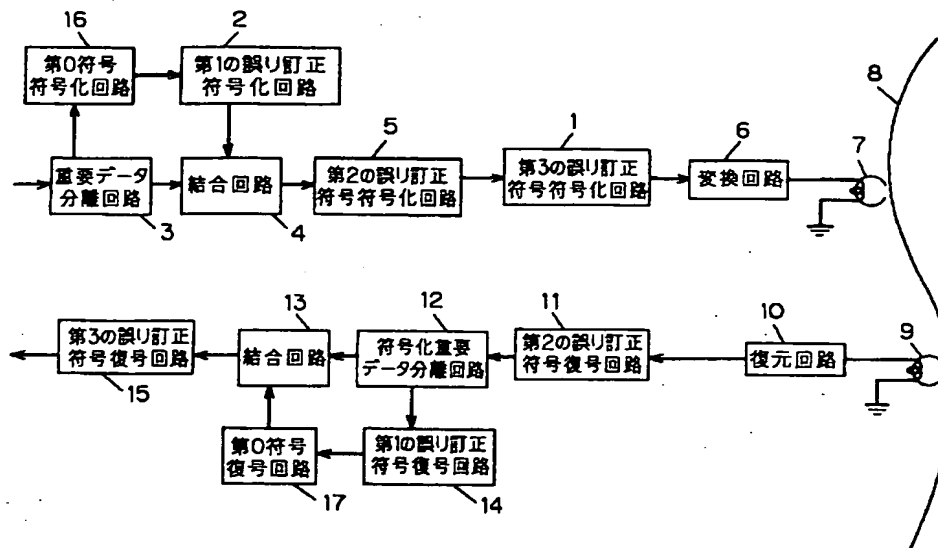 16
2
第0符号
符号化回路
第1の誤り訂正
符号化回路
8
5
1
6
7
重要データ
分離回路
結合回路
第2の誤り訂正
符号符号化回路
第3の誤り訂正
符号符号化回路
変換回路
3
4
13
12
11
10
9
第3の誤り訂正
符号復号回路
結合回路
符号化重要
データ分離回路
第2の誤り訂正
符号復号回路
復元回路
15
第0符号
復号回路
第1の誤り訂正
符号復号回路
17
14